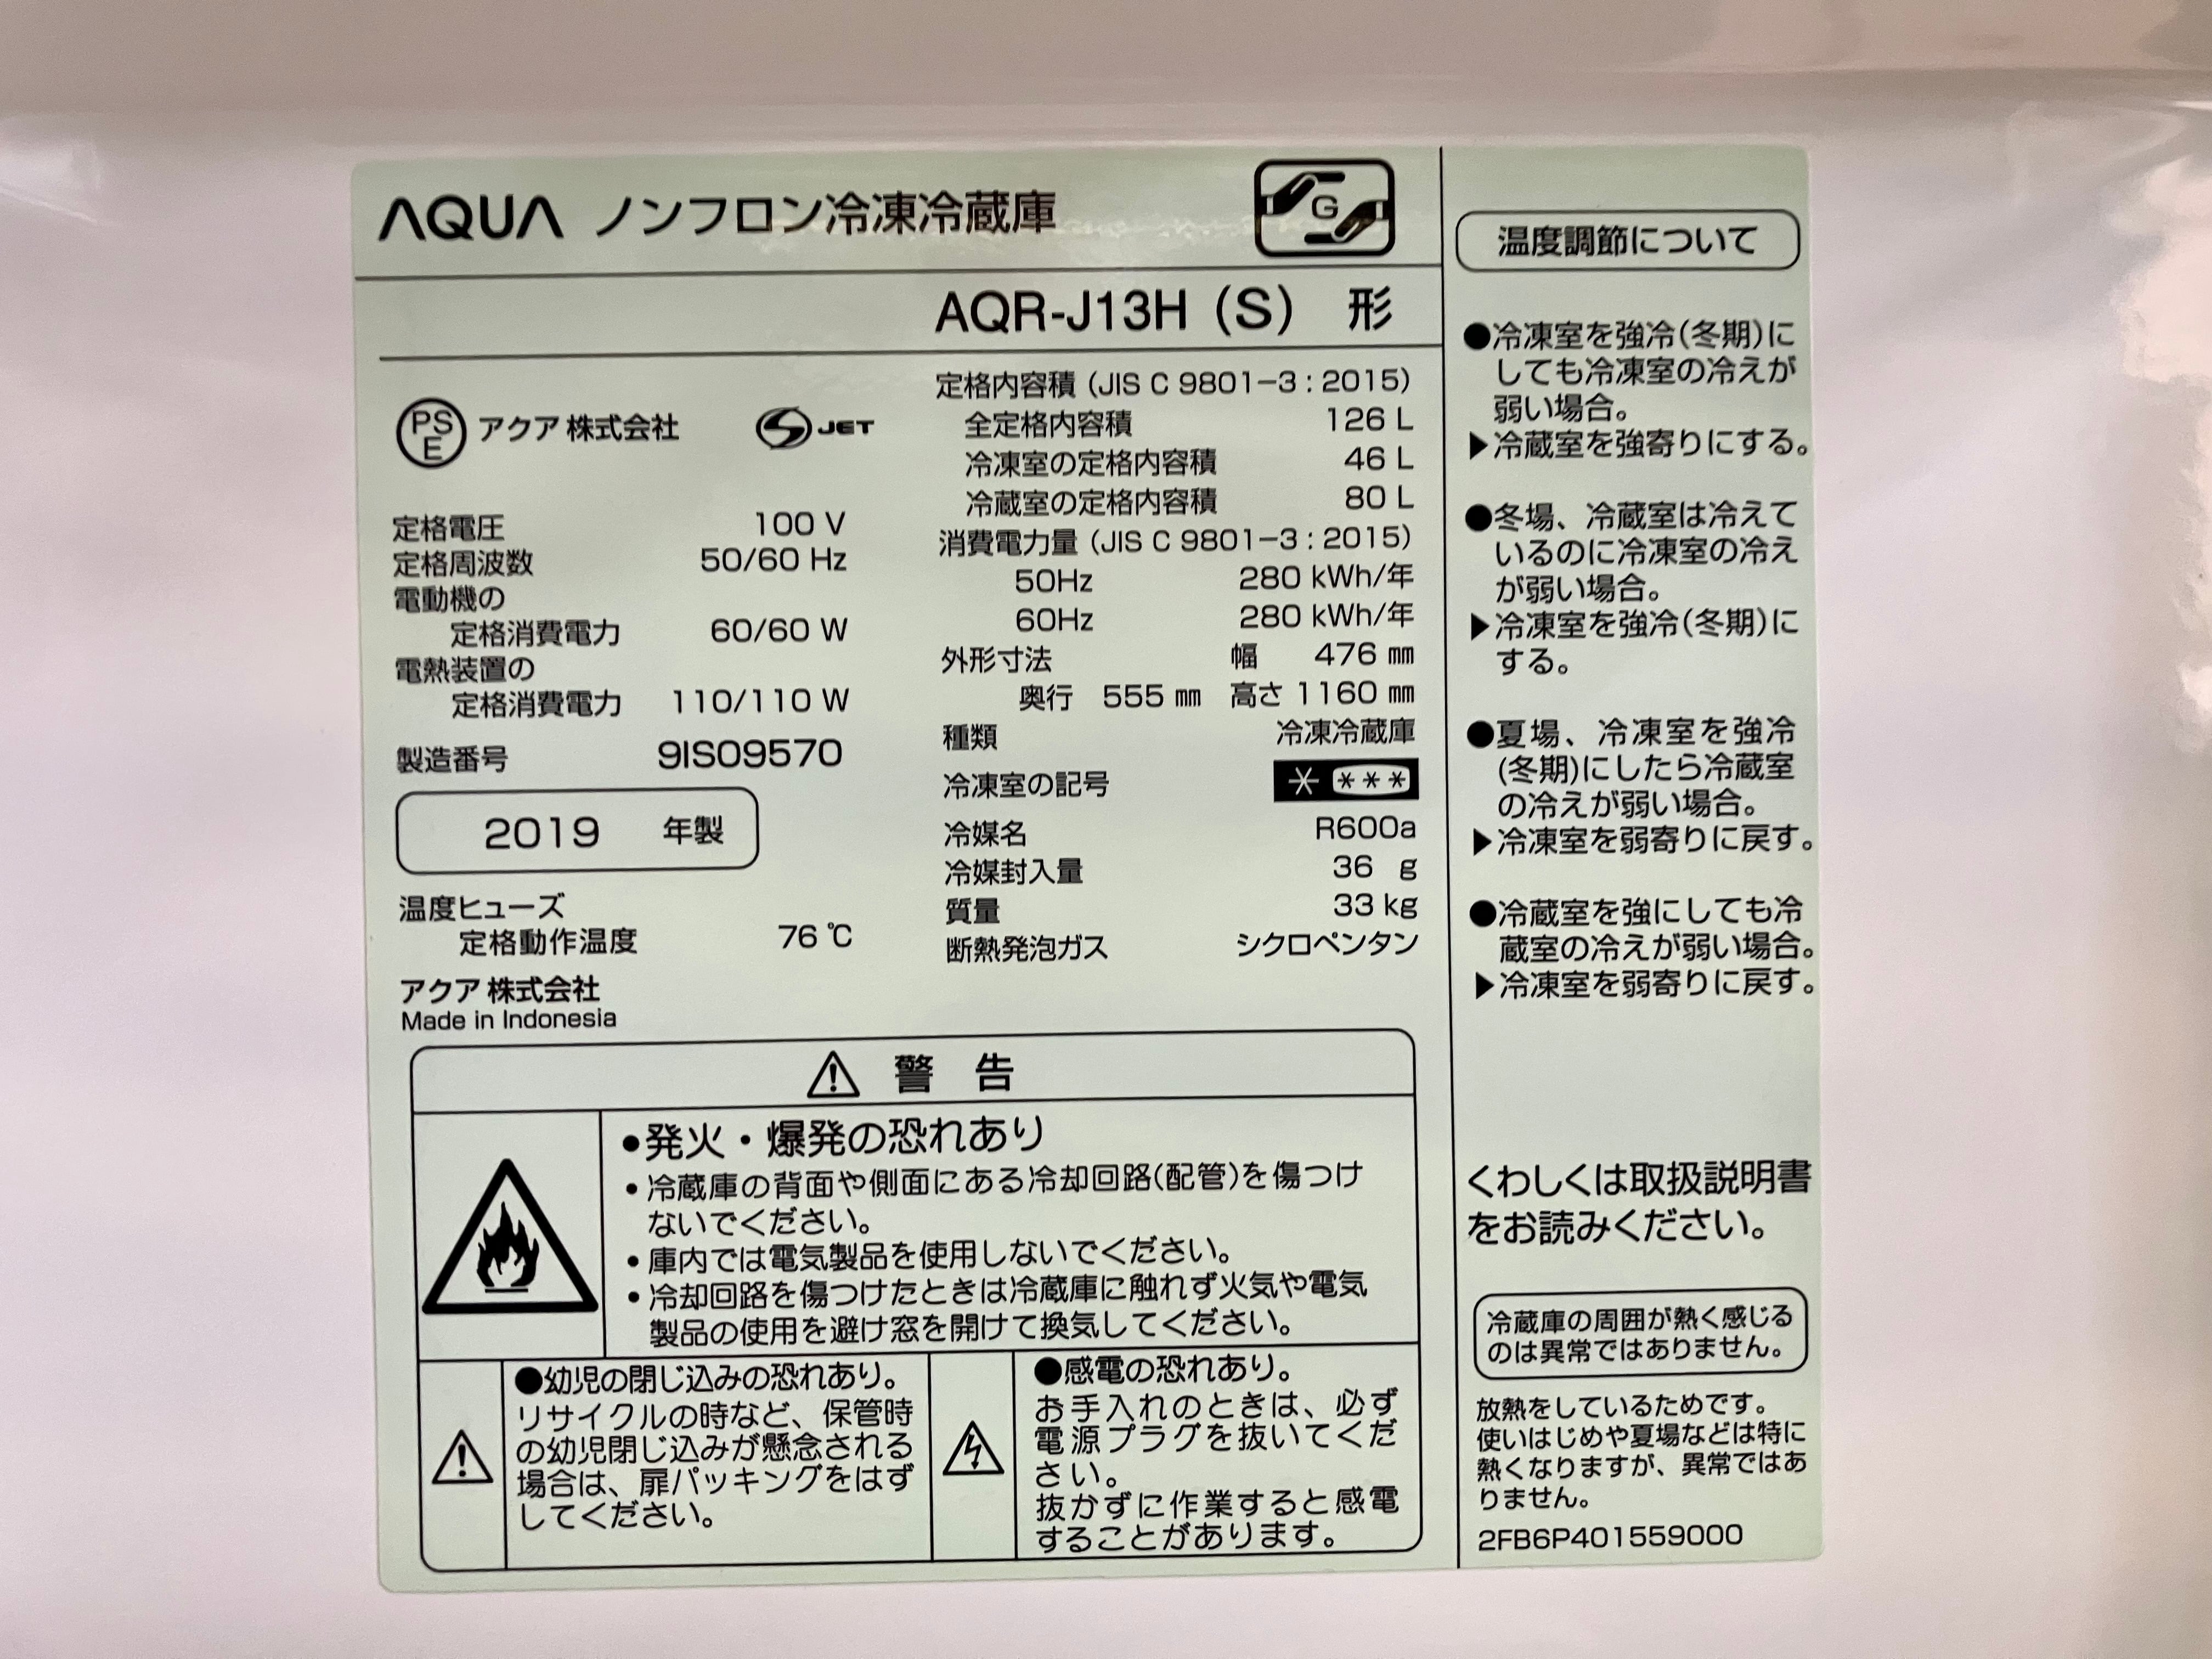 AQUA ノンフロン冷凍冷蔵庫
G
AQR-J13H (S) 形
PS
E
アクア 株式会社
S JET
定格電圧 100 V
定格周波数 50/60 Hz
電動機の
定格消費電力 60/60 W
電熱装置の
定格消費電力 110/110 W
製造番号 9IS09570
2019 年製
温度ヒューズ
定格動作温度 76 ℃
アクア 株式会社
Made in Indonesia
定格内容積 (JIS C 9801−3 : 2015)
全定格内容積 126 L
冷凍室の定格内容積 46 L
冷蔵室の定格内容積 80 L
消費電力量 (JIS C 9801−3 : 2015)
50Hz 280 kWh/年
60Hz 280 kWh/年
外形寸法 幅 476 ㎜
奥行 555 ㎜ 高さ 1160 ㎜
種類 冷凍冷蔵庫
冷凍室の記号 * ***
冷媒名 R600a
冷媒封入量 36 g
質量 33 kg
断熱発泡ガス シクロペンタン
⚠ 警 告
●発火・爆発の恐れあり
・冷蔵庫の背面や側面にある冷却回路(配管)を傷つけ
ないでください。
・庫内では電気製品を使用しないでください。
・冷却回路を傷つけたときは冷蔵庫に触れず火気や電気
製品の使用を避け窓を開けて換気してください。
●幼児の閉じ込みの恐れあり。
リサイクルの時など、保管時
の幼児閉じ込みが懸念される
場合は、扉パッキングをはず
してください。
●感電の恐れあり。
お手入れのときは、必ず
電源プラグを抜いてくだ
さい。
抜かずに作業すると感電
することがあります。
温度調節について
●冷凍室を強冷(冬期)に
しても冷凍室の冷えが
弱い場合。
▶冷蔵室を強寄りにする。
●冬場、冷蔵室は冷えて
いるのに冷凍室の冷え
が弱い場合。
▶冷凍室を強冷(冬期)に
する。
●夏場、冷凍室を強冷
(冬期)にしたら冷蔵室
の冷えが弱い場合。
▶冷凍室を弱寄りに戻す。
●冷蔵室を強にしても冷
蔵室の冷えが弱い場合。
▶冷凍室を弱寄りに戻す。
くわしくは取扱説明書
をお読みください。
冷蔵庫の周囲が熱く感じる
のは異常ではありません。
放熱をしているためです。
使いはじめや夏場などは特に
熱くなりますが、異常ではあ
りません。
2FB6P401559000